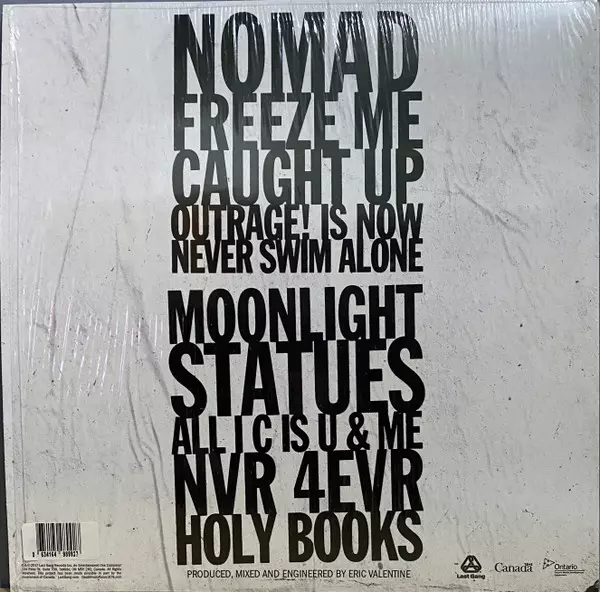 NOMAD
FREEZE ME
CAUGHT UP
OUTRAGE! IS NOW
NEVER SWIM ALONE
MOONLIGHT
STATUES
ALL I C IS U & ME
NVR 4EVR
HOLY BOOKS
PRODUCED, MIXED AND ENGINEERED BY ERIC VALENTINE
Last Gang
Canada
Ontario